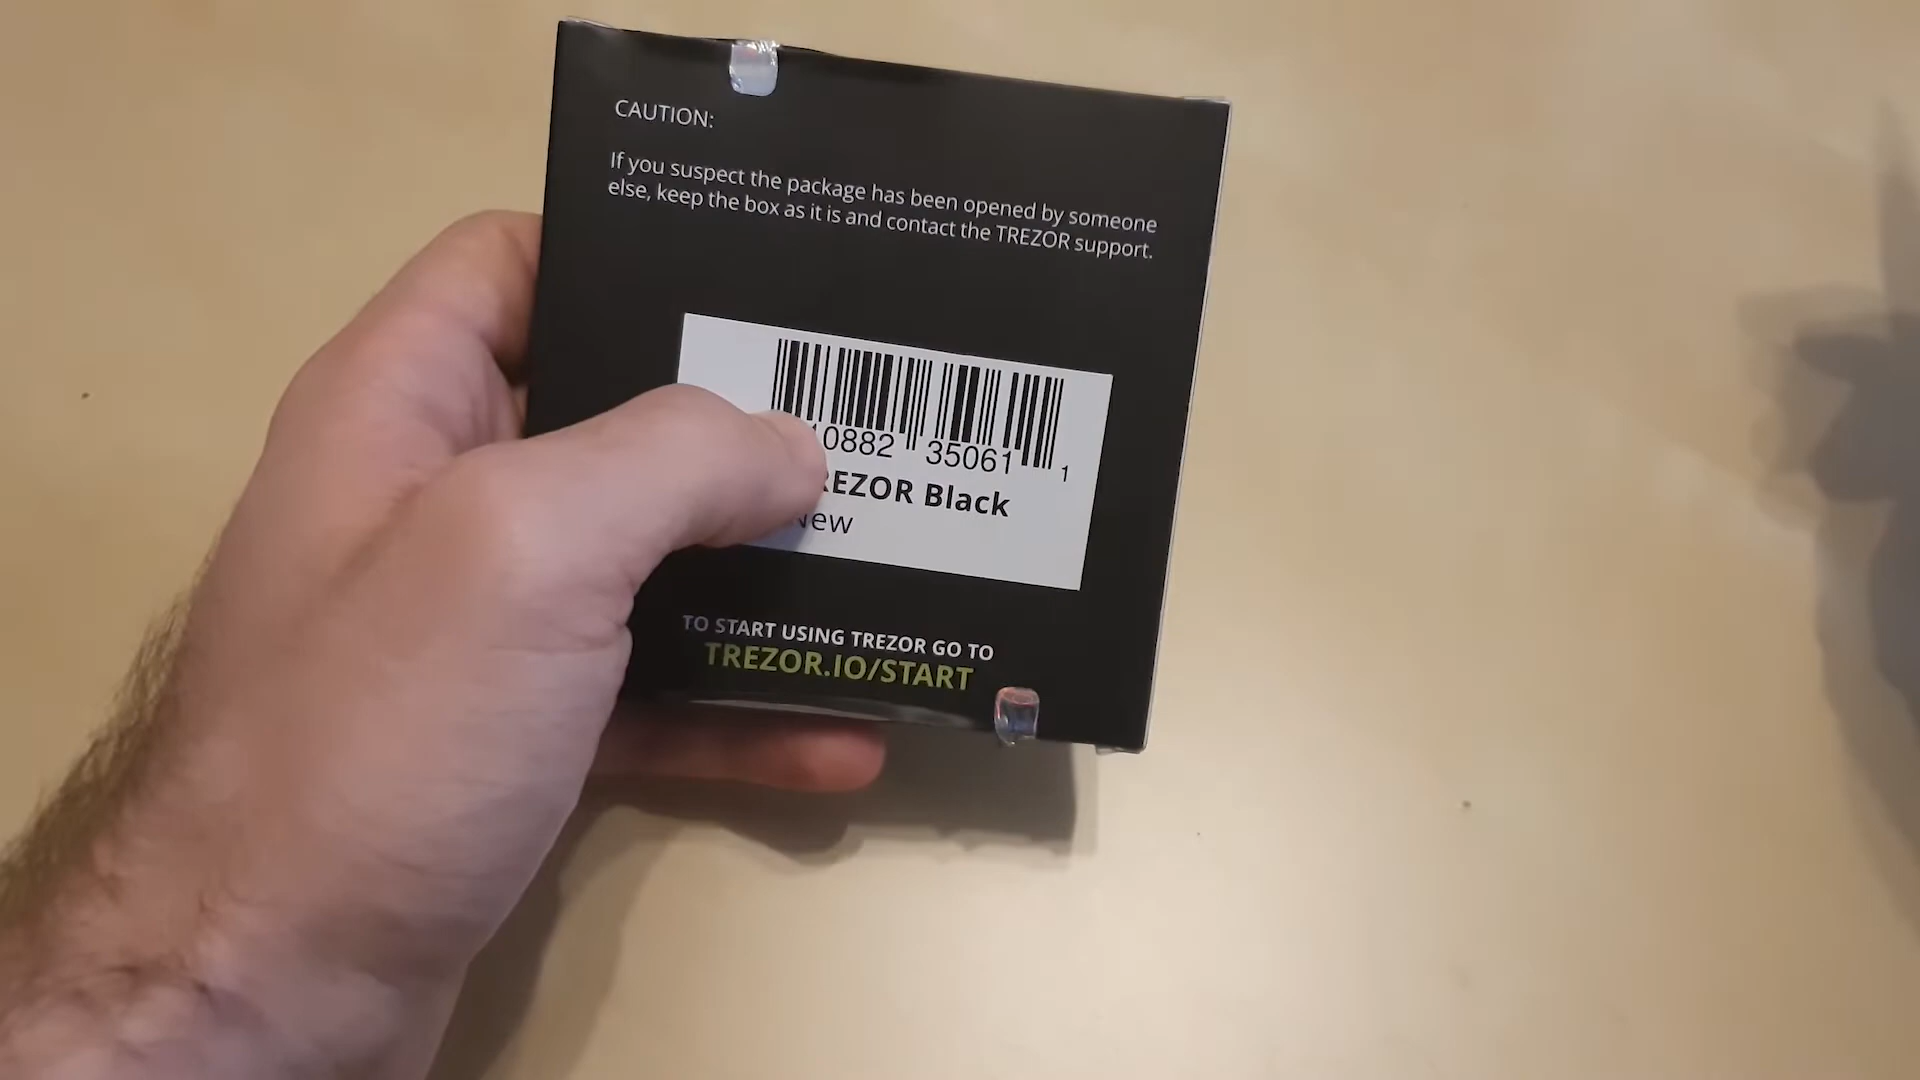 CAUTION:
If you suspect the package has been opened by someone
else, keep the box as it is and contact the TREZOR support.
10882 35061 1
REZOR Black
New
TO START USING TREZOR GO TO
TREZOR.IO/START